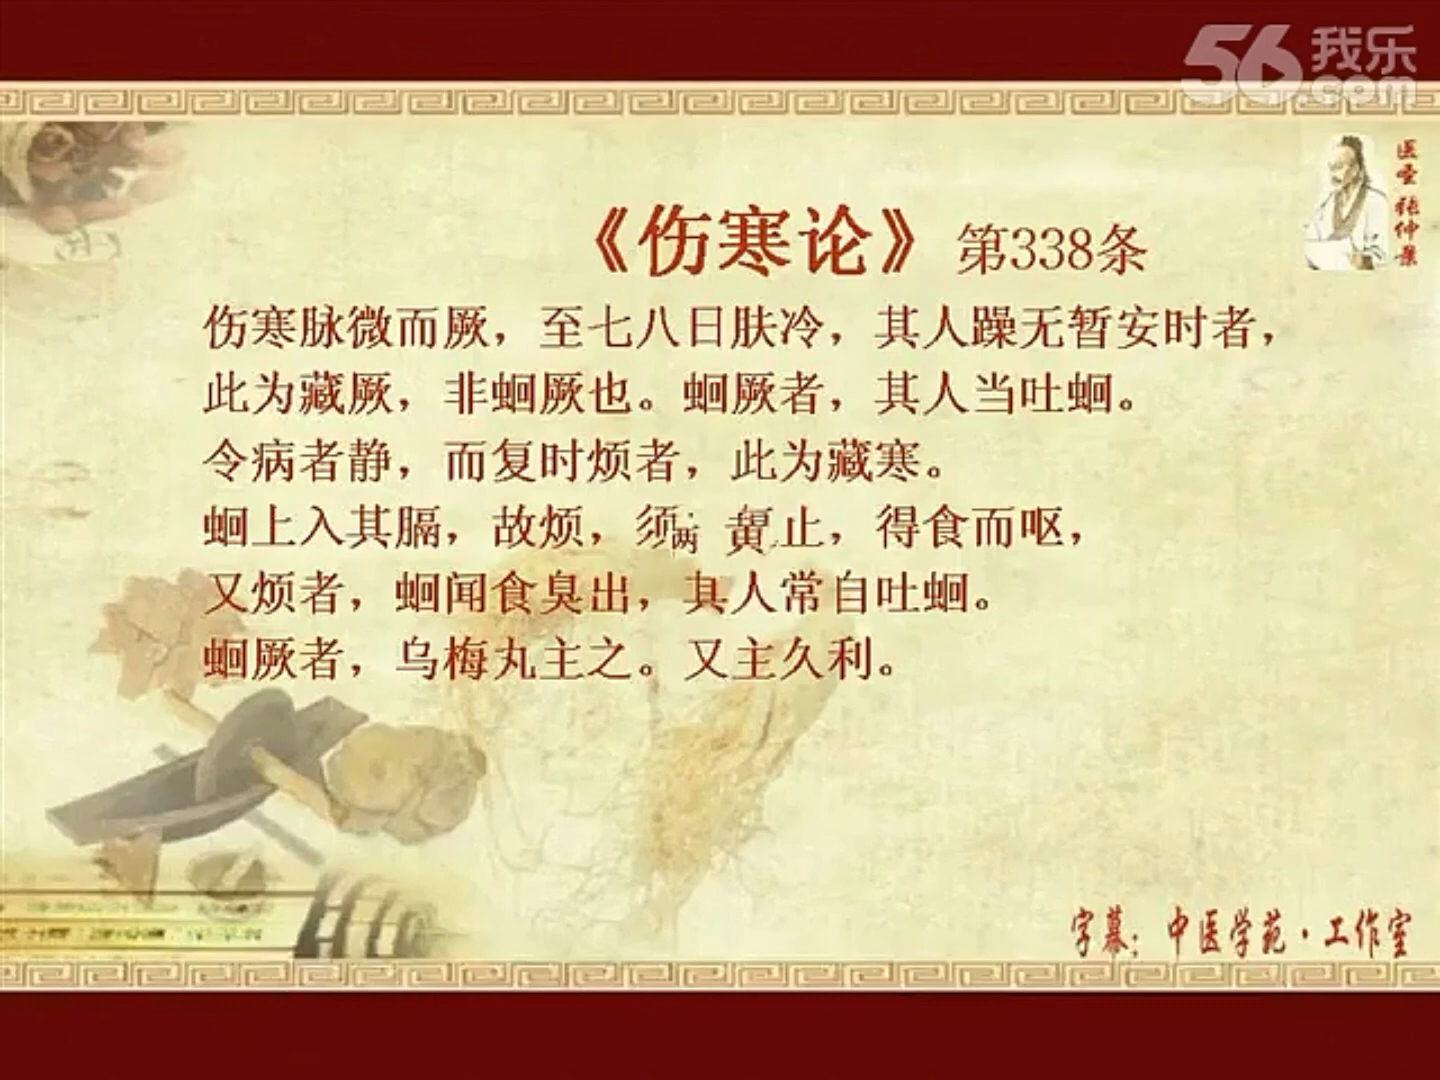 56我乐
.com
医圣 张仲景
《伤寒论》 第338条
伤寒脉微而厥，至七八日肤冷，其人躁无暂安时者，
此为藏厥，非蛔厥也。蛔厥者，其人当吐蛔。
令病者静，而复时烦者，此为藏寒。
蛔上入其膈，故烦，须 止，得食而呕，
又烦者，蛔闻食臭出，其人常自吐蛔。
蛔厥者，乌梅丸主之。又主久利。
字幕：中医学苑·工作室